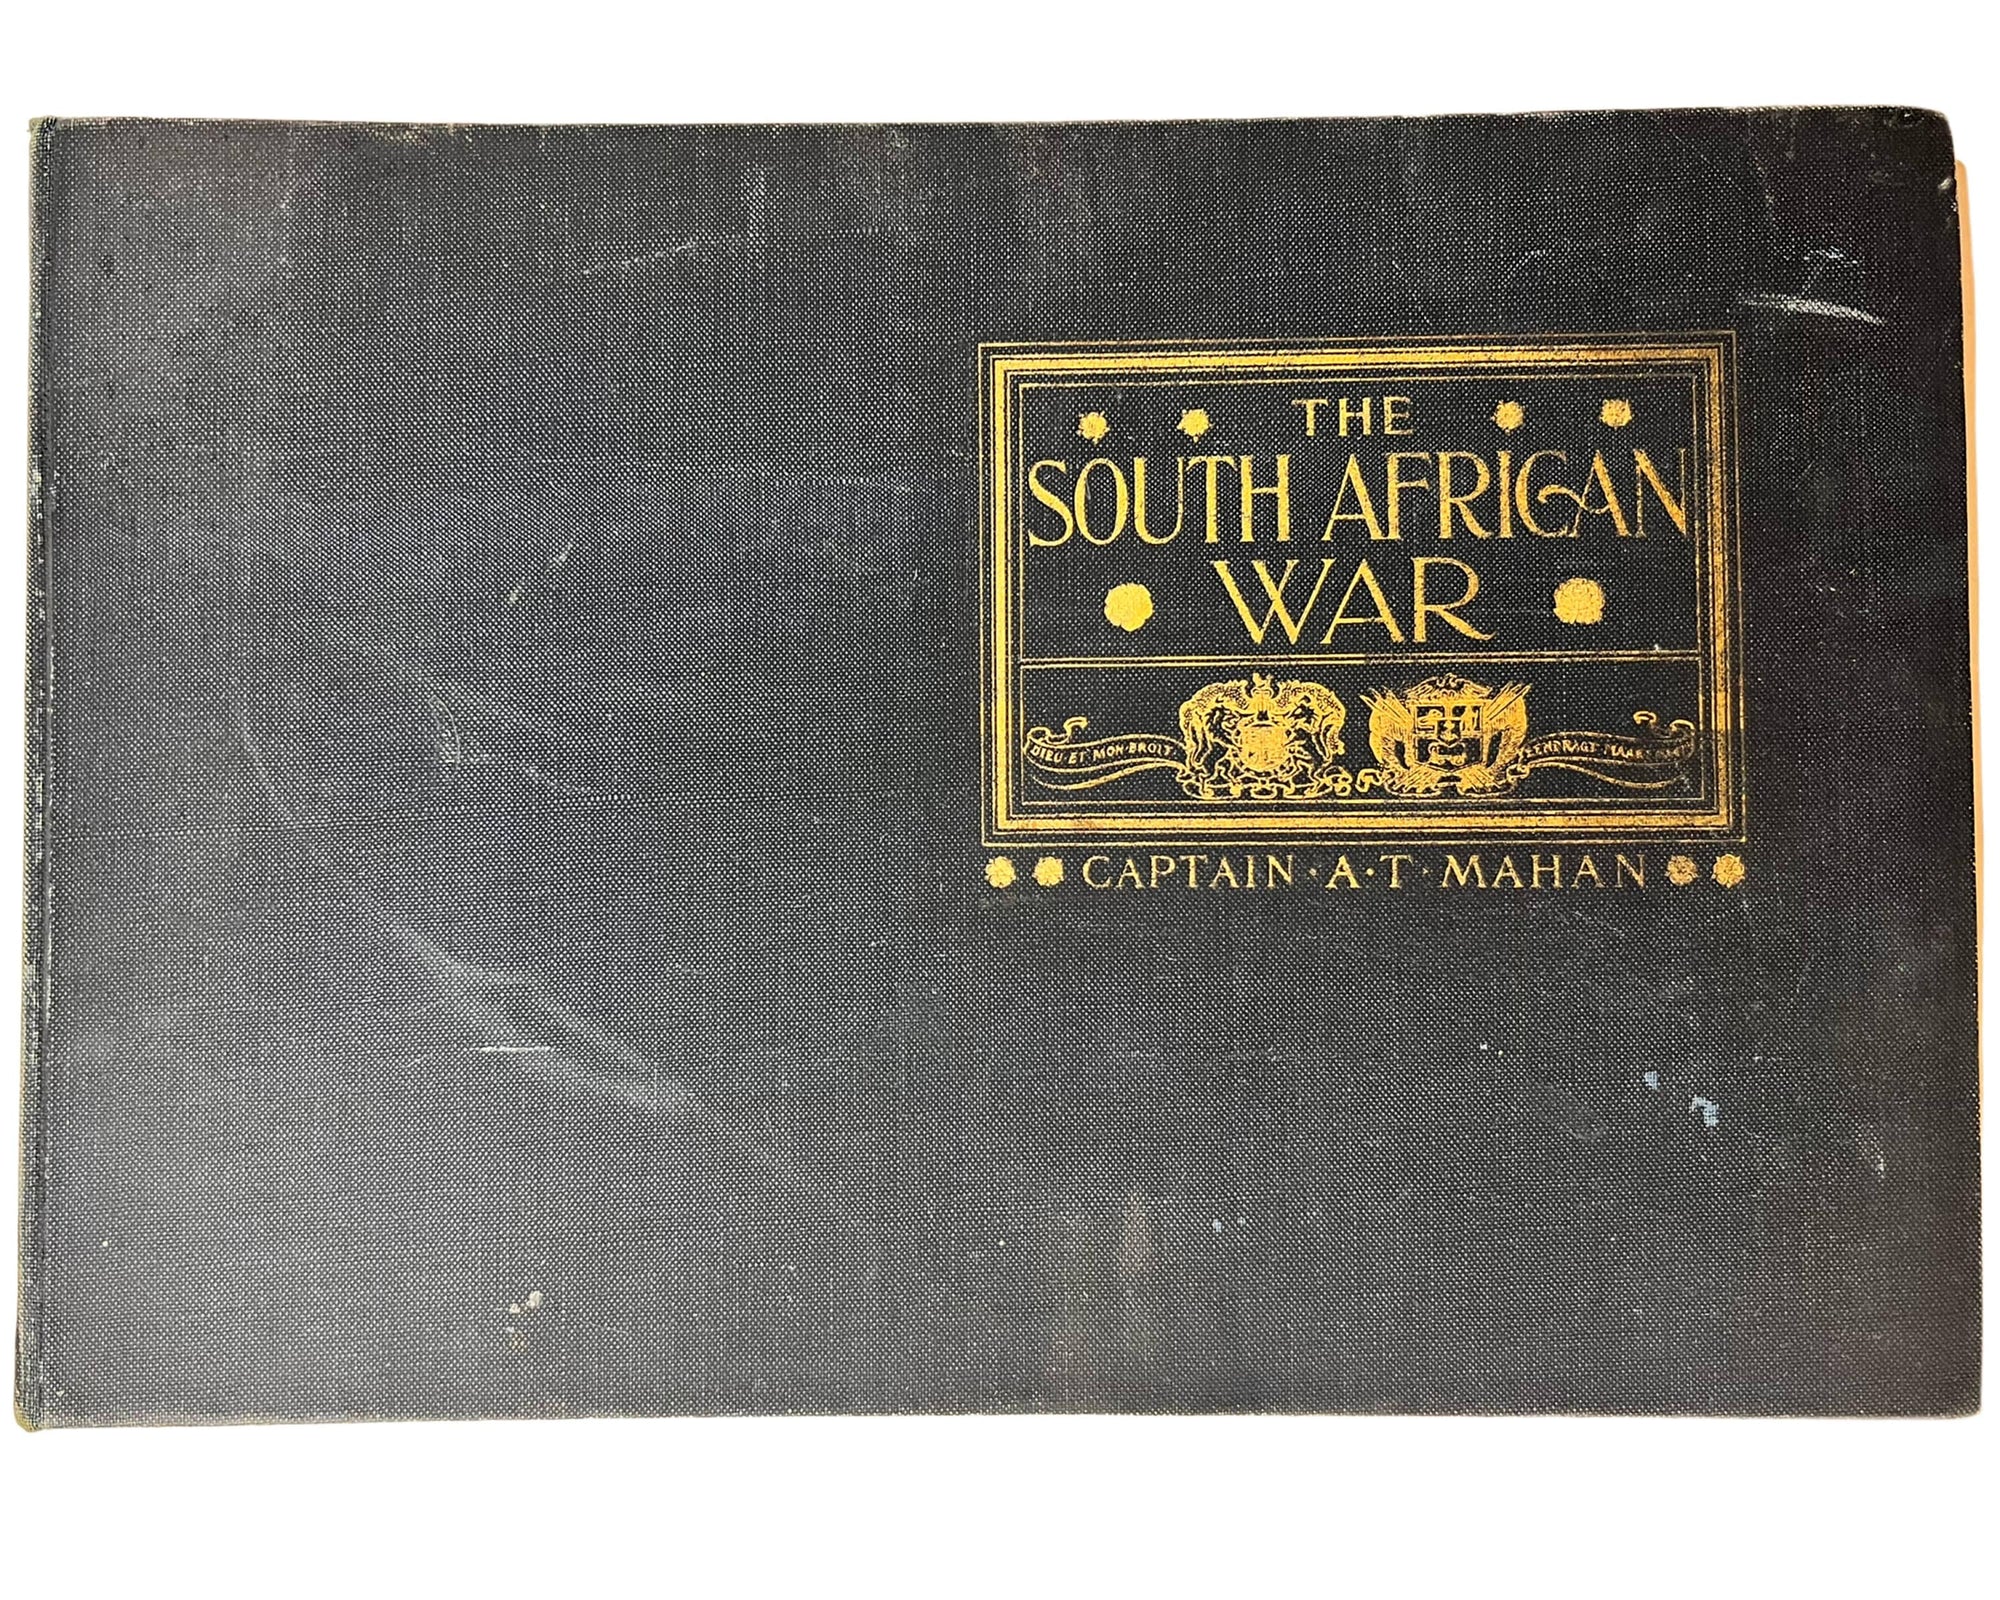 THE
SOUTH AFRICAN
WAR
DIEU ET MON DROIT
EENDRAGT MAAKT MAGT
CAPTAIN·A·T·MAHAN